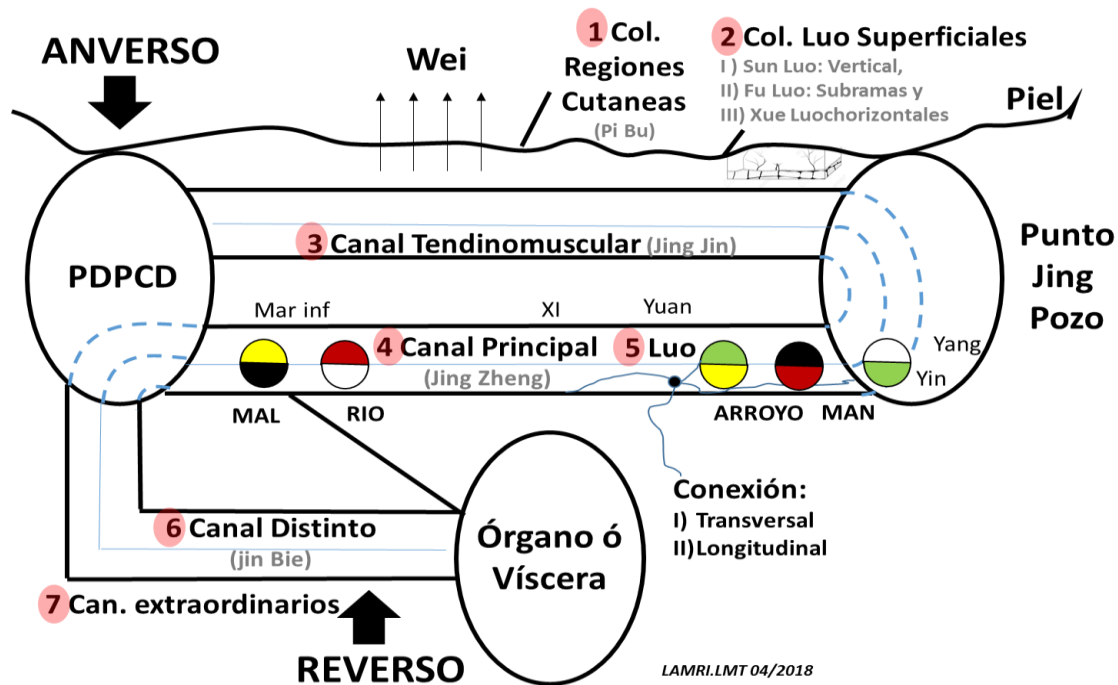 ANVERSO
Wei
1 Col.
Regiones
Cutaneas
(Pi Bu)
2 Col. Luo Superficiales
I ) Sun Luo: Vertical,
II) Fu Luo: Subramas y
III) Xue Luochorizontales
Piel
PDPCD
3 Canal Tendinomuscular (Jing Jin)
Punto
Jing
Pozo
Mar inf
XI
Yuan
4 Canal Principal
(Jing Zheng)
5 Luo
Yang
Yin
MAL
RIO
ARROYO
MAN
Conexión:
I) Transversal
II)Longitudinal
6 Canal Distinto
(jin Bie)
Órgano ó
Víscera
7 Can. extraordinarios
REVERSO
LAMRI.LMT 04/2018